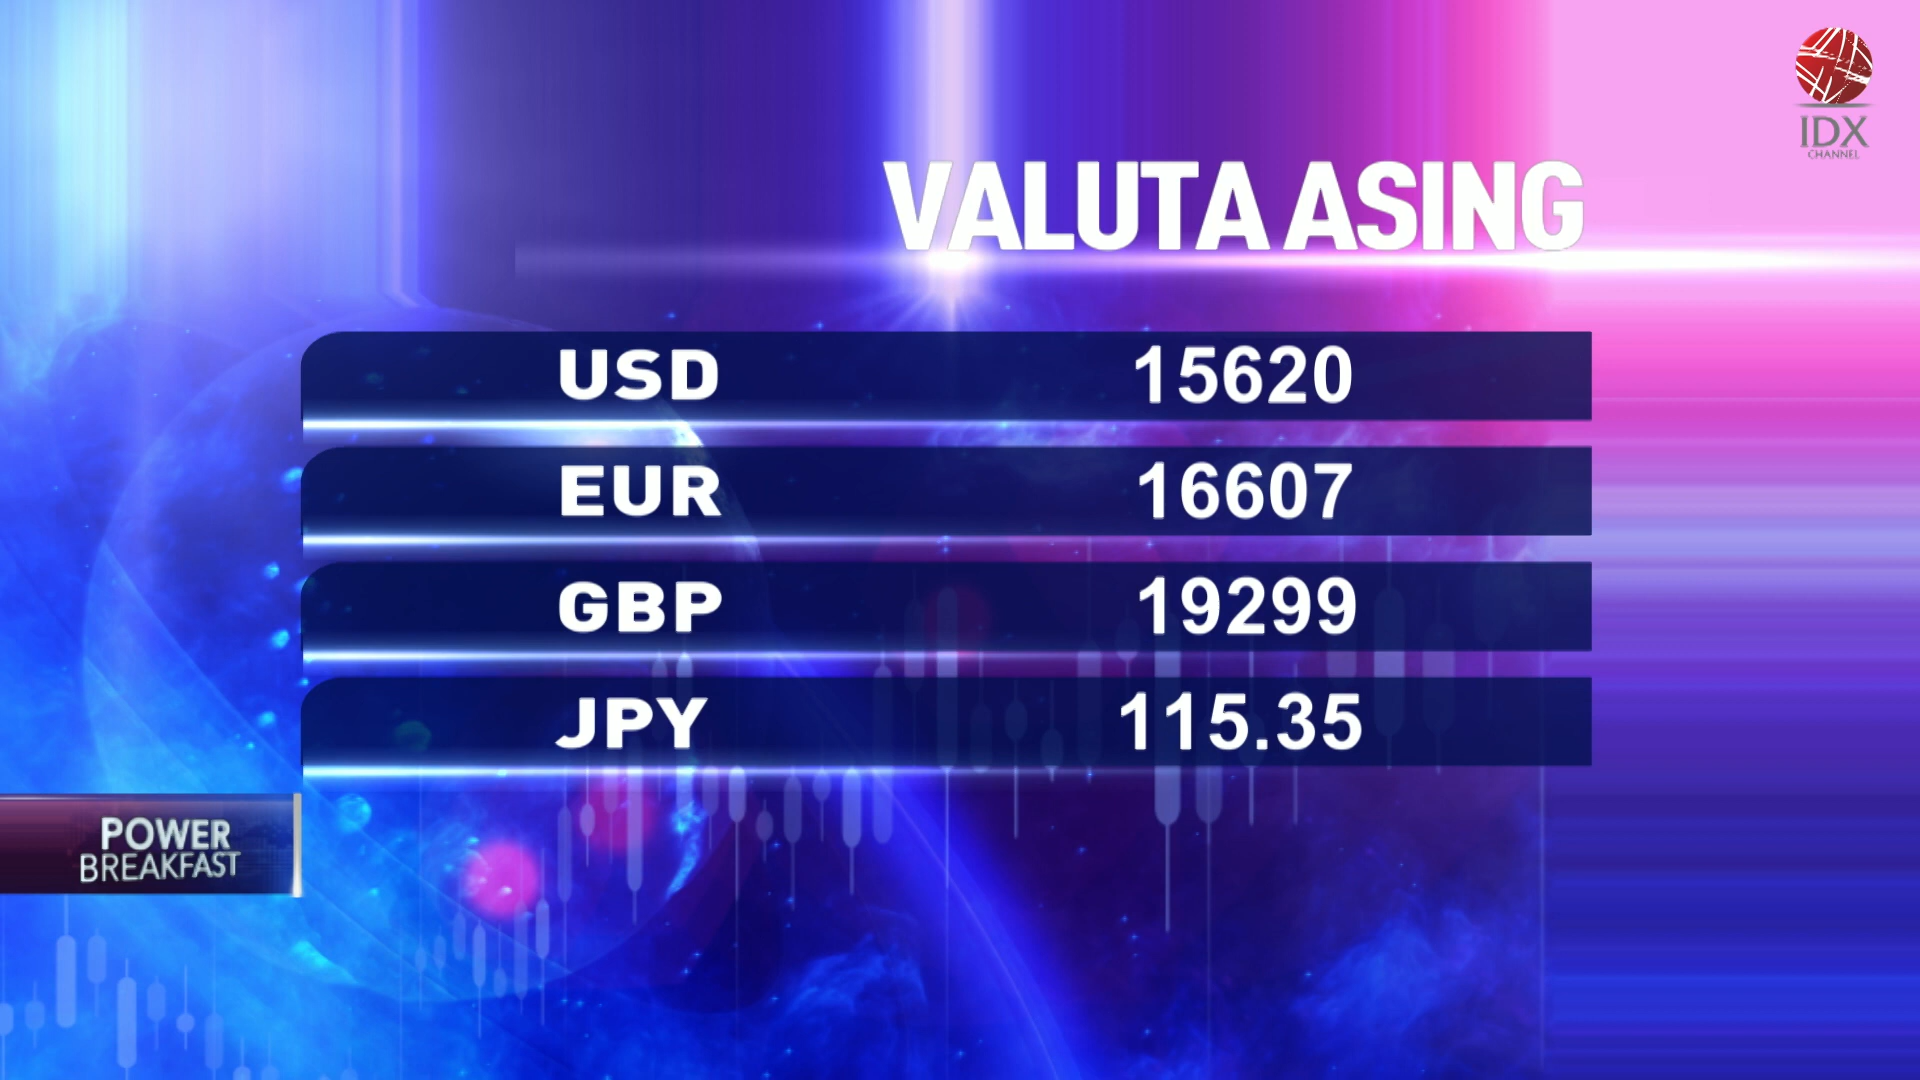 IDX
CHANNEL
VALUTA ASING
USD 15620
EUR 16607
GBP 19299
JPY 115.35
POWER
BREAKFAST